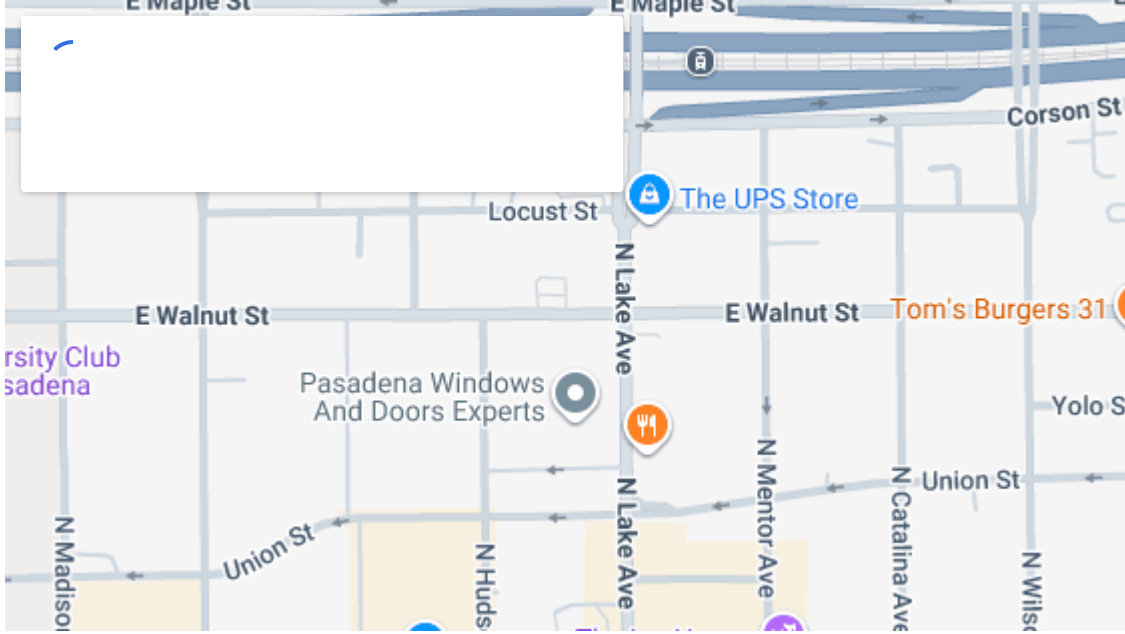 E Maple St
E Maple St
Corson St
The UPS Store
Locust St
N Lake Ave
E Walnut St
E Walnut St
Tom's Burgers 31
rsity Club
sadena
Pasadena Windows
And Doors Experts
Yolo S
N Mentor Ave
N Catalina Ave
Union St
N Lake Ave
N Madison
Union St
N Huds
N Wilso